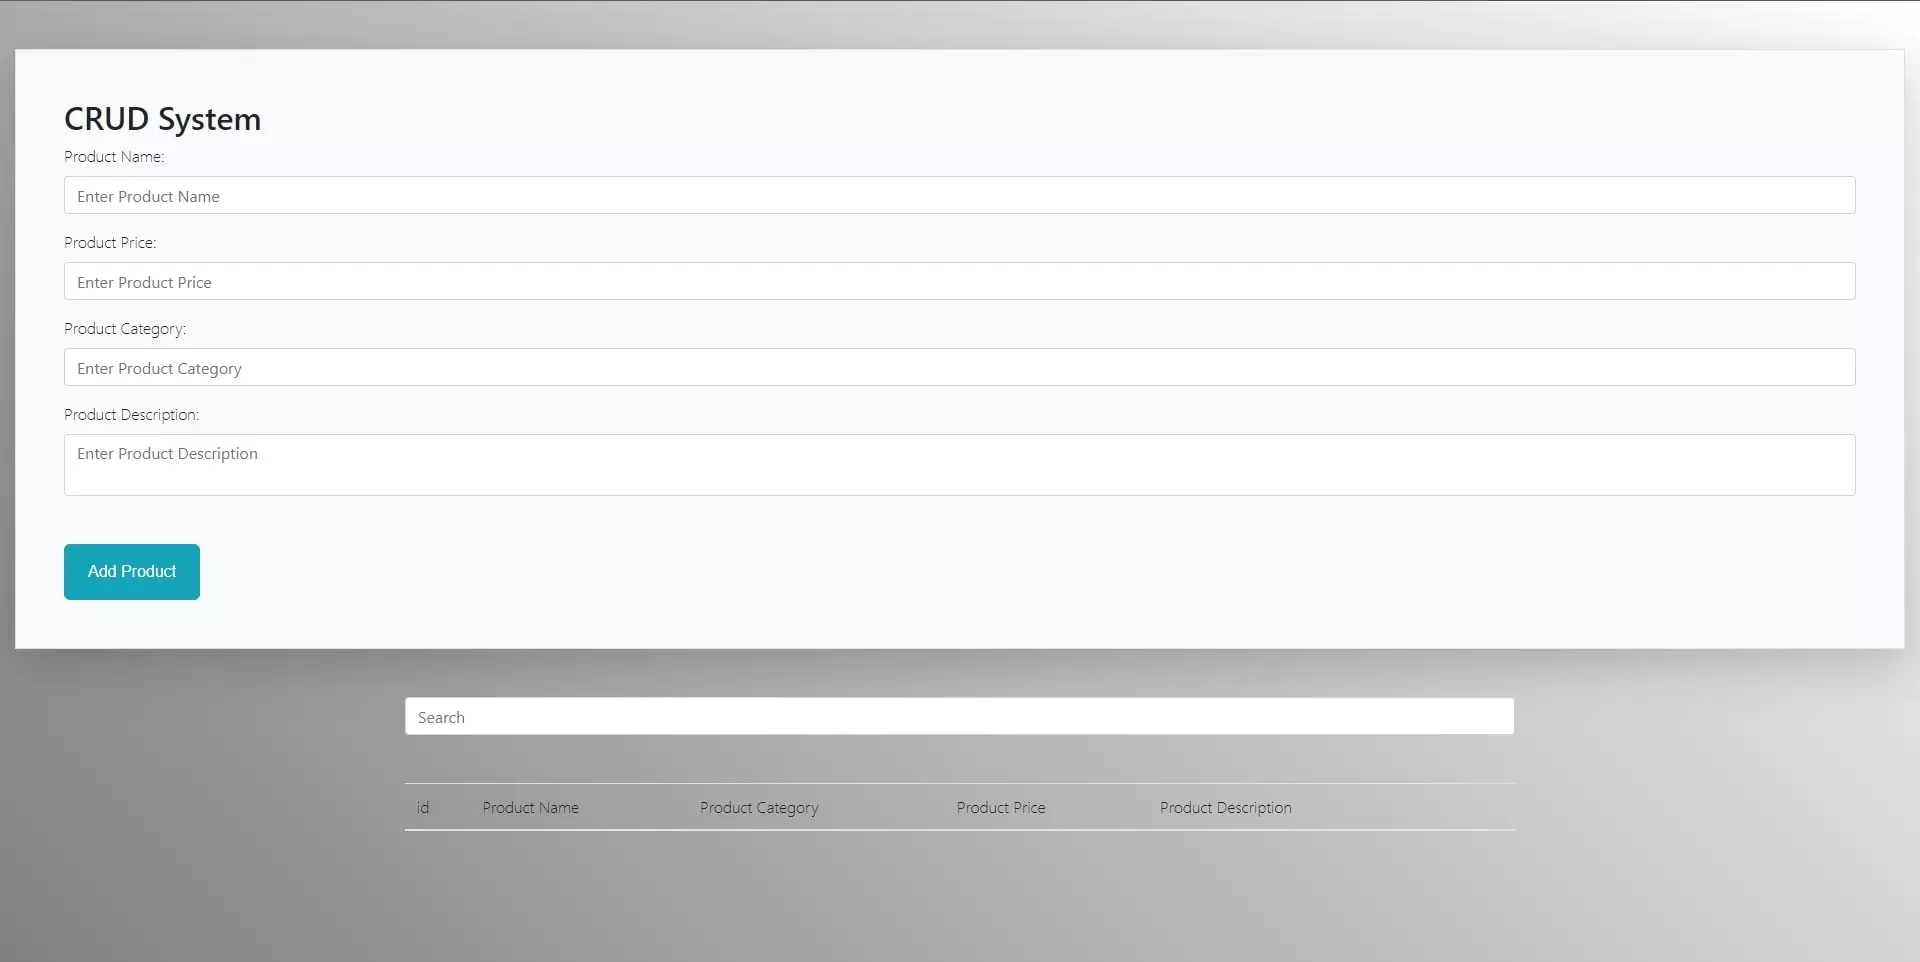 CRUD System
Product Name:
Enter Product Name
Product Price:
Enter Product Price
Product Category:
Enter Product Category
Product Description:
Enter Product Description
Add Product
Search
id Product Name Product Category Product Price Product Description